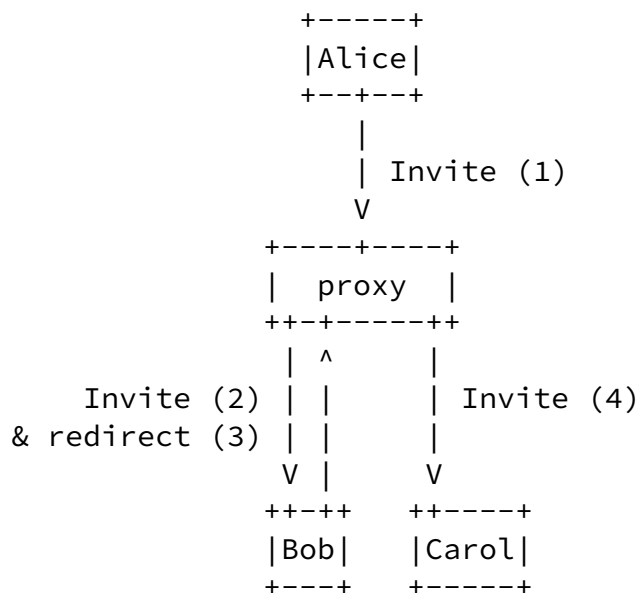 Alice
Invite (1)
proxy
Invite (2)
Invite (4)
& redirect (3)
Bob
Carol